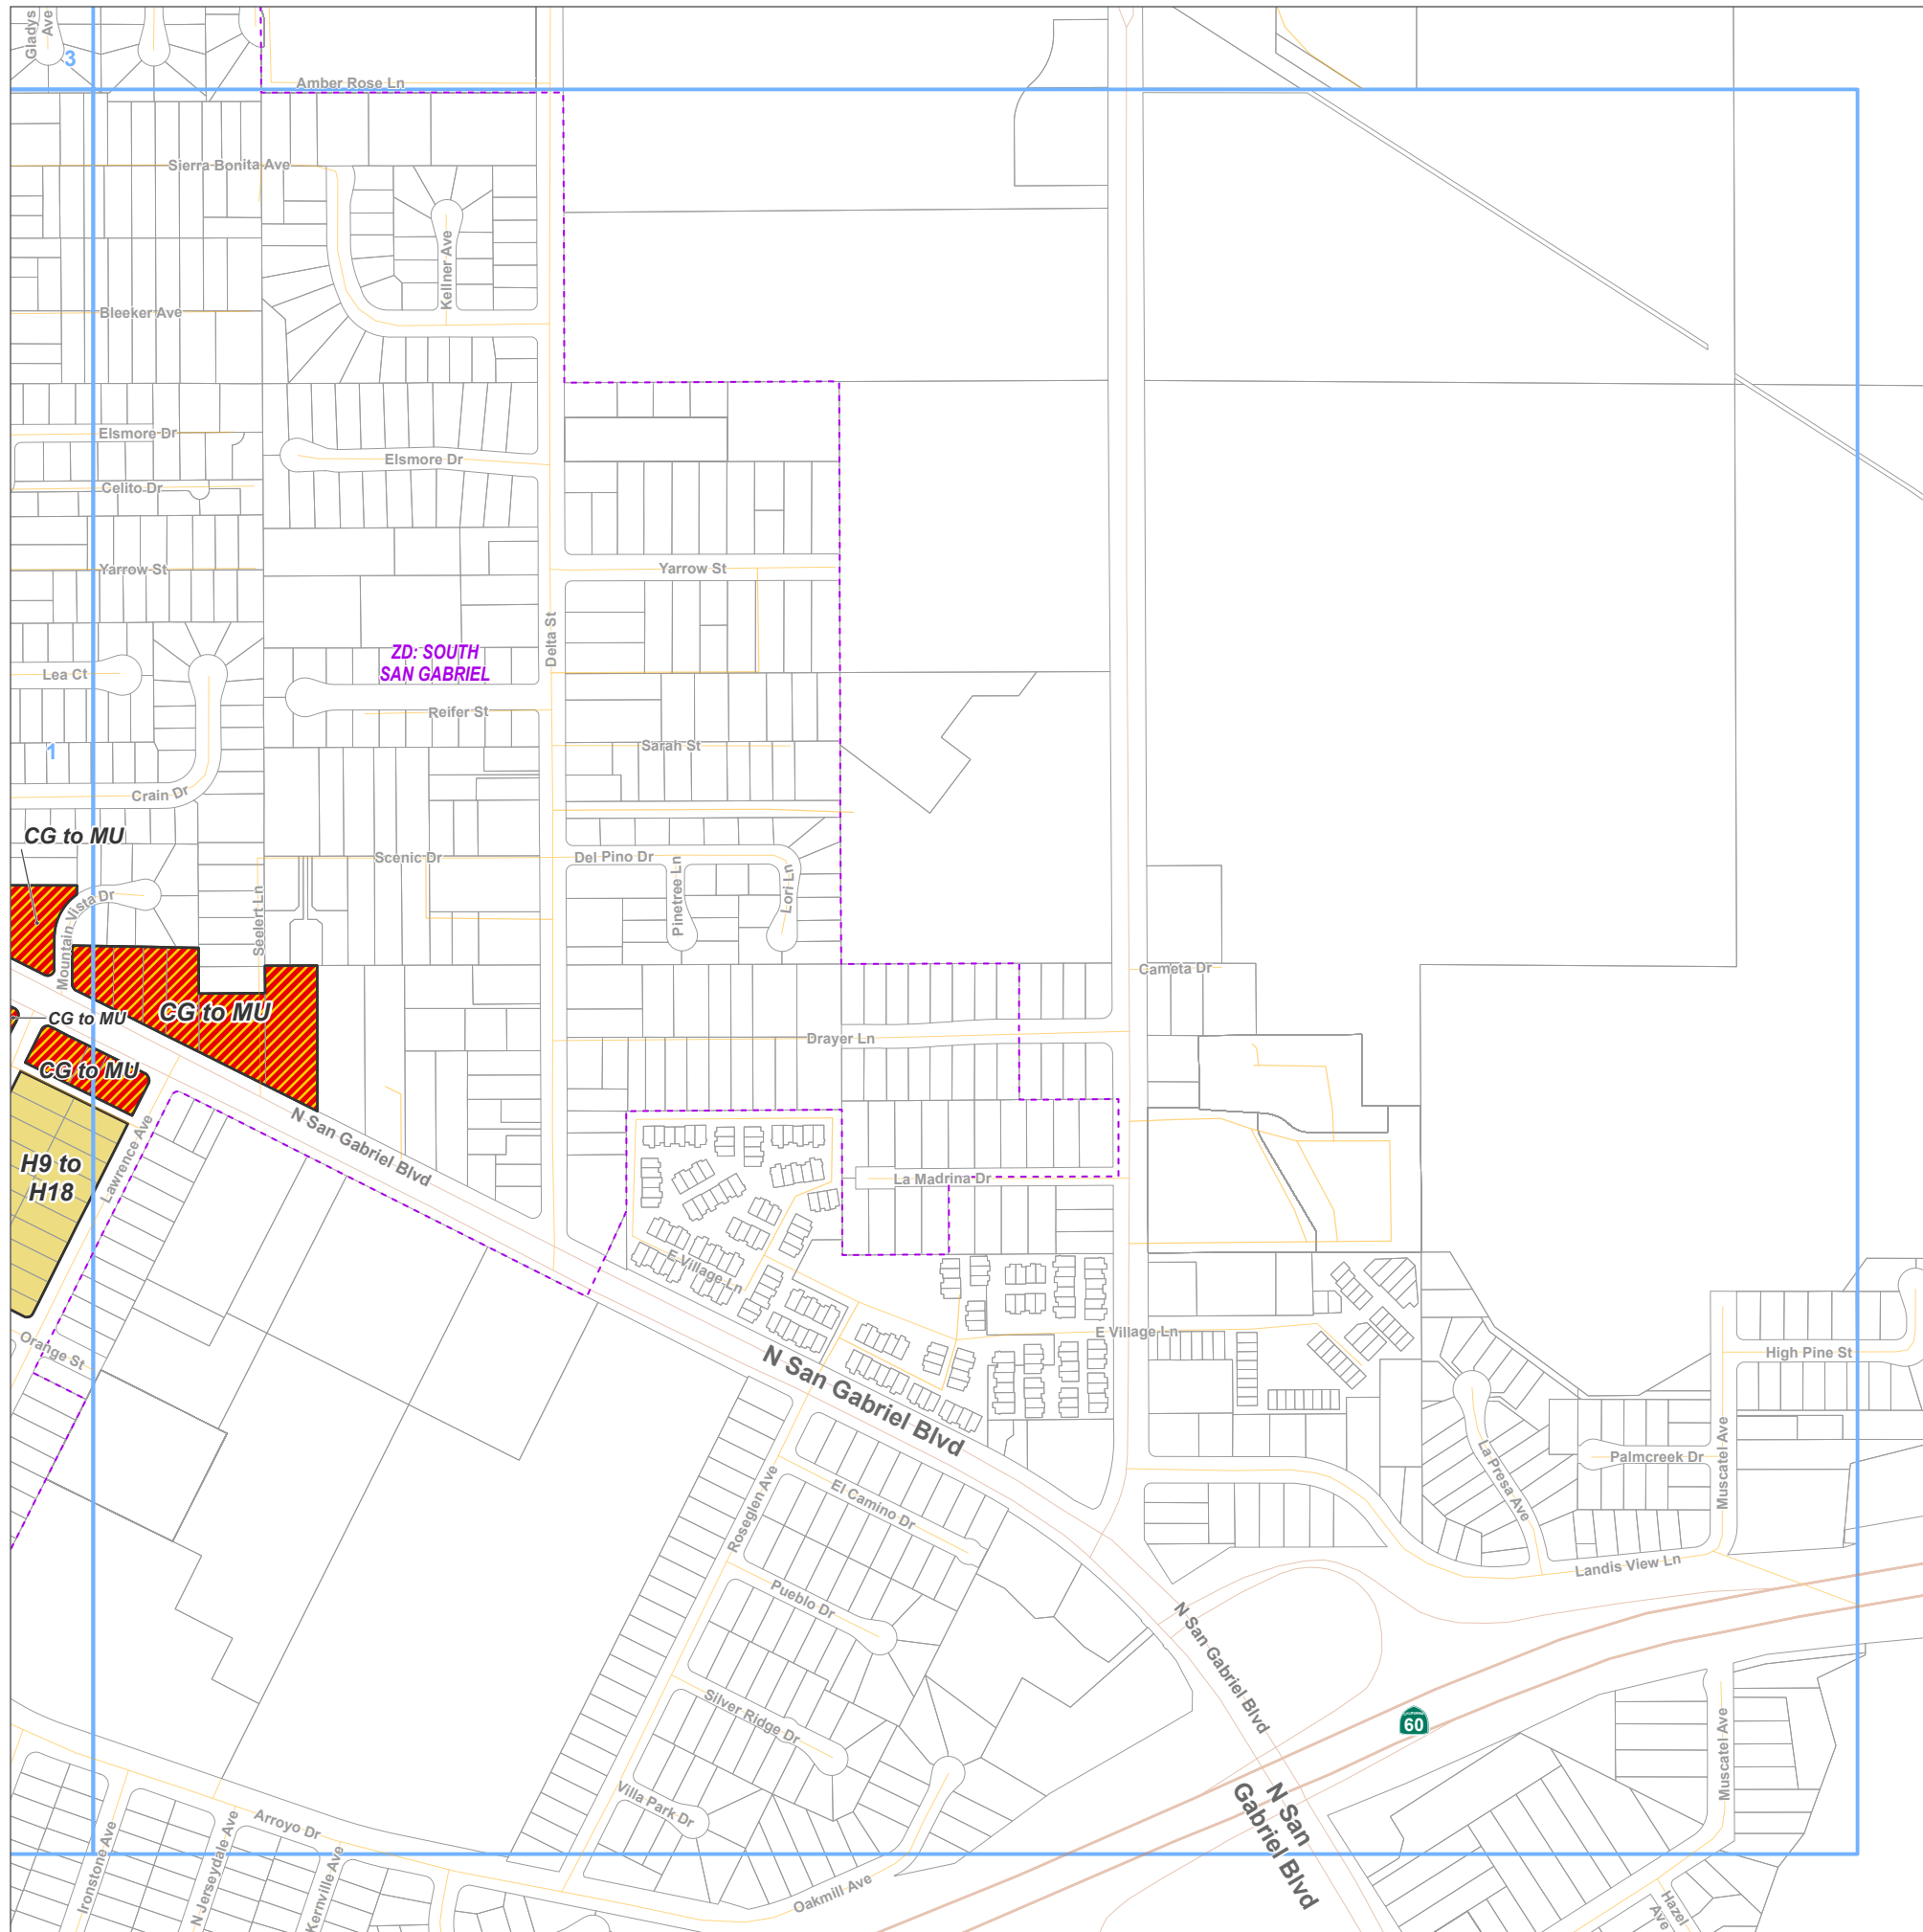 Gladys
Ave
3
Amber Rose Ln
Sierra Bonita Ave
Kellner Ave
Bleeker Ave
Elsmore Dr
Elsmore Dr
Celito Dr
Yarrow St
Yarrow St
Delta St
ZD: SOUTH
SAN GABRIEL
Lea Ct
Reifer St
Sarah St
1
Crain Dr
CG to MU
Scenic Dr
Del Pino Dr
Pinetree Ln
Lori Ln
Mountain Vista Dr
Seelert Ln
Cameta Dr
CG to MU
CG to MU
Drayer Ln
CG to MU
N San Gabriel Blvd
H9 to
H18
Lawrence Ave
La Madrina Dr
E Village Ln
E Village Ln
Orange St
N San Gabriel Blvd
High Pine St
Muscatel Ave
Palmcreek Dr
La Presa Ave
El Camino Dr
Roseglen Ave
Landis View Ln
Pueblo Dr
N San Gabriel Blvd
Silver Ridge Dr
CALIFORNIA
60
Muscatel Ave
Villa Park Dr
N San
Gabriel Blvd
Arroyo Dr
Ironstone Ave
N Jerseydale Ave
Kernville Ave
Oakmill Ave
Hazel
Ave